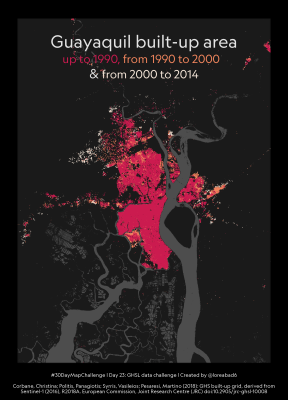 Guayaquil built-up area
up to 1990, from 1990 to 2000
& from 2000 to 2014
#30DayMapChallenge | Day 23: GHSL data challenge | Created by @loreabad6
Corbane, Christina; Politis, Panagiotis; Syrris, Vasileios; Pesaresi, Martino (2018): GHS built-up grid, derived from
Sentinel-1 (2016), R2018A. European Commission, Joint Research Centre (JRC) doi:10.2905/jrc-ghsl-10008